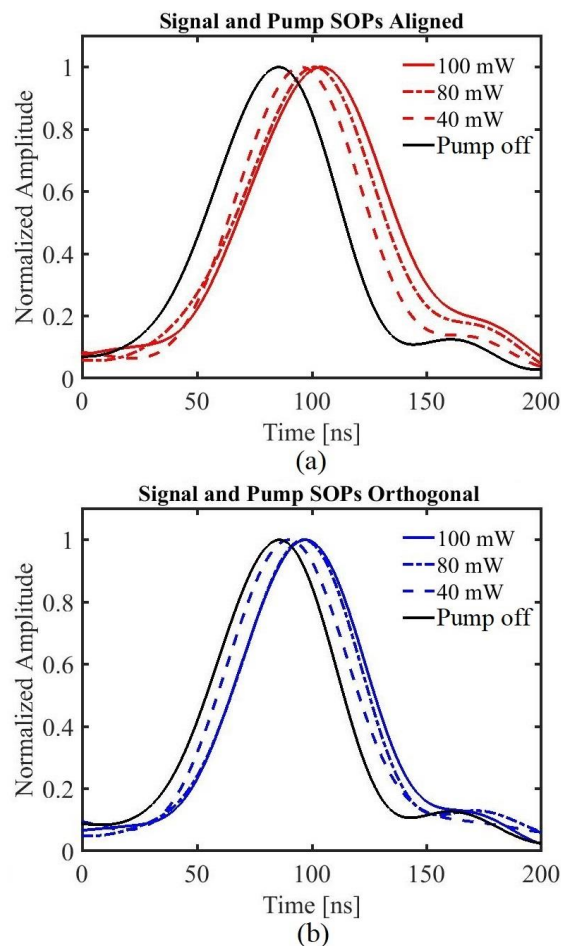 Signal and Pump SOPs Aligned
1
0.8
0.6
0.4
0.2
0
Normalized Amplitude
100 mW
80 mW
40 mW
Pump off
0
50
100
150
200
Time [ns]
(a)
Signal and Pump SOPs Orthogonal
1
0.8
0.6
0.4
0.2
0
Normalized Amplitude
100 mW
80 mW
40 mW
Pump off
0
50
100
150
200
Time [ns]
(b)